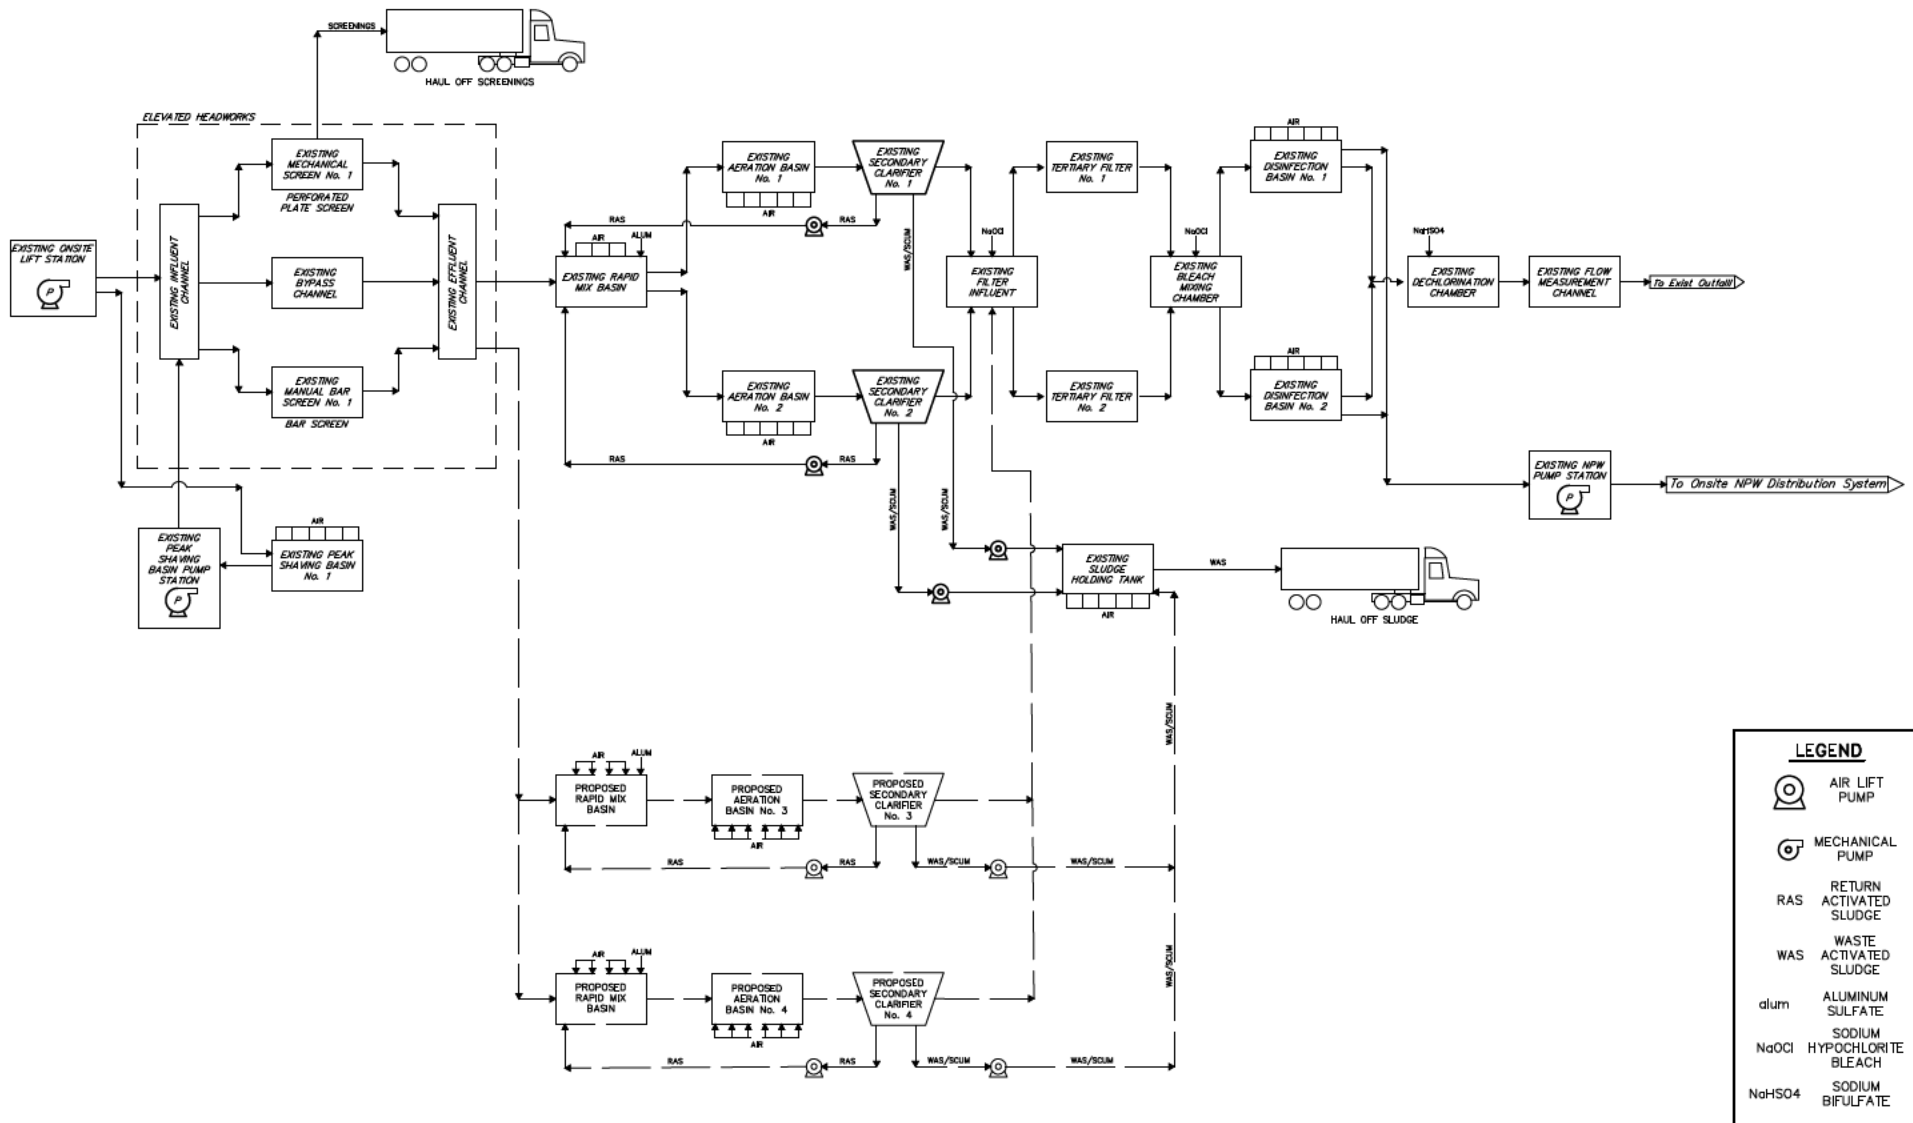 SCREENINGS
HAUL OFF SCREENINGS
ELEVATED HEADWORKS
EXISTING
MECHANICAL
SCREEN No. 1
PERFORATED
PLATE SCREEN
EXISTING ONSITE
LIFT STATION
P
EXISTING INFLUENT
CHANNEL
EXISTING
BYPASS
CHANNEL
EXISTING EFFLUENT
CHANNEL
EXISTING
MANUAL BAR
SCREEN No. 1
BAR SCREEN
EXISTING
PEAK
SHAVING
BASIN PUMP
STATION
P
AIR
EXISTING PEAK
SHAVING BASIN
No. 1
RAS
RAS
AIR
ALUM
EXISTING RAPID
MIX BASIN
EXISTING
AERATION BASIN
No. 1
AIR
EXISTING
SECONDARY
CLARIFIER
No. 1
WAS/SCUM
EXISTING
AERATION BASIN
No. 2
AIR
EXISTING
SECONDARY
CLARIFIER
No. 2
RAS
RAS
WAS/SCUM
WAS/SCUM
NaOCl
EXISTING
FILTER
INFLUENT
EXISTING
TERTIARY FILTER
No. 1
EXISTING
TERTIARY FILTER
No. 2
NaOCl
EXISTING
BLEACH
MIXING
CHAMBER
AIR
EXISTING
DISINFECTION
BASIN No. 1
AIR
EXISTING
DISINFECTION
BASIN No. 2
NaHSO4
EXISTING
DECHLORINATION
CHAMBER
EXISTING FLOW
MEASUREMENT
CHANNEL
To Exist Outfalll
EXISTING NPW
PUMP STATION
P
To Onsite NPW Distribution System
EXISTING
SLUDGE
HOLDING TANK
AIR
WAS
HAUL OFF SLUDGE
WAS/SCUM
AIR
ALUM
PROPOSED
RAPID MIX
BASIN
PROPOSED
AERATION
BASIN No. 3
AIR
PROPOSED
SECONDARY
CLARIFIER
No. 3
RAS
RAS
WAS/SCUM
WAS/SCUM
WAS/SCUM
AIR
ALUM
PROPOSED
RAPID MIX
BASIN
PROPOSED
AERATION
BASIN No. 4
AIR
PROPOSED
SECONDARY
CLARIFIER
No. 4
RAS
RAS
WAS/SCUM
WAS/SCUM
LEGEND
AIR LIFT
PUMP
MECHANICAL
PUMP
RAS RETURN
ACTIVATED
SLUDGE
WAS WASTE
ACTIVATED
SLUDGE
alum ALUMINUM
SULFATE
NaOCl SODIUM
HYPOCHLORITE
BLEACH
NaHSO4 SODIUM
BIFULFATE